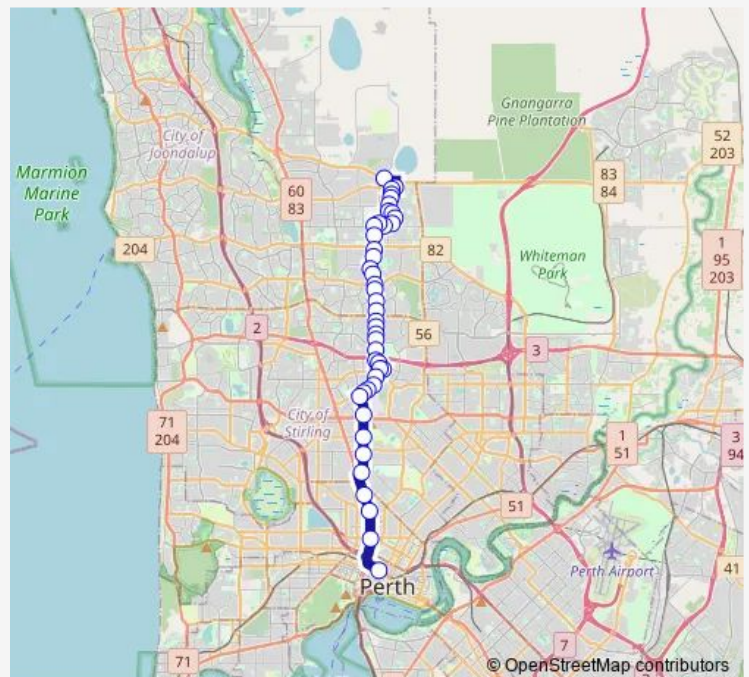 Gnangarra
Pine Plantation
City of
Joondalup
52
203
Marmion
Marine
Park
60
83
83
84
204
82
1
95
203
Whiteman
Park
2
56
3
City of
Stirling
71
204
1
51
3
94
51
Perth Airport
41
Perth
7
71
© OpenStreetMap contributors